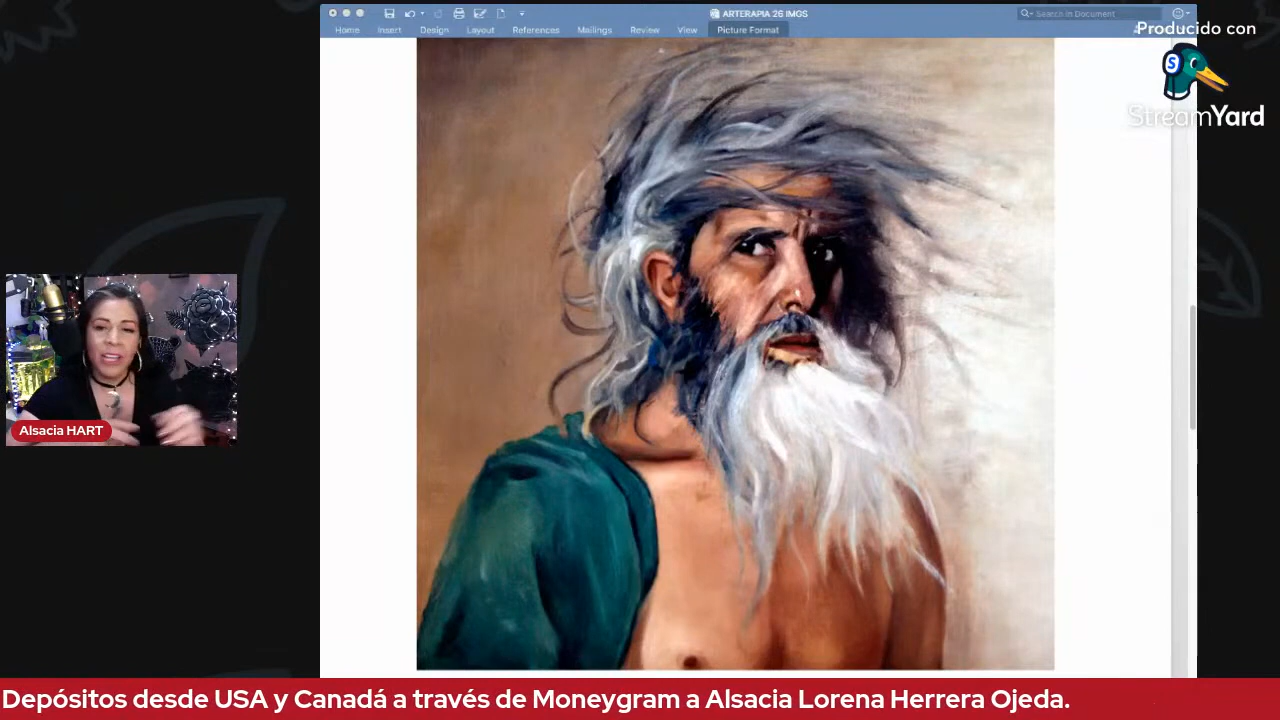 ARTERAPIA 26 IMGS
Search in Document
Home Insert Design Layout References Mailings Review View Picture Format
Producido con
S
StreamYard
Alsacia HART
Depósitos desde USA y Canadá a través de Moneygram a Alsacia Lorena Herrera Ojeda.